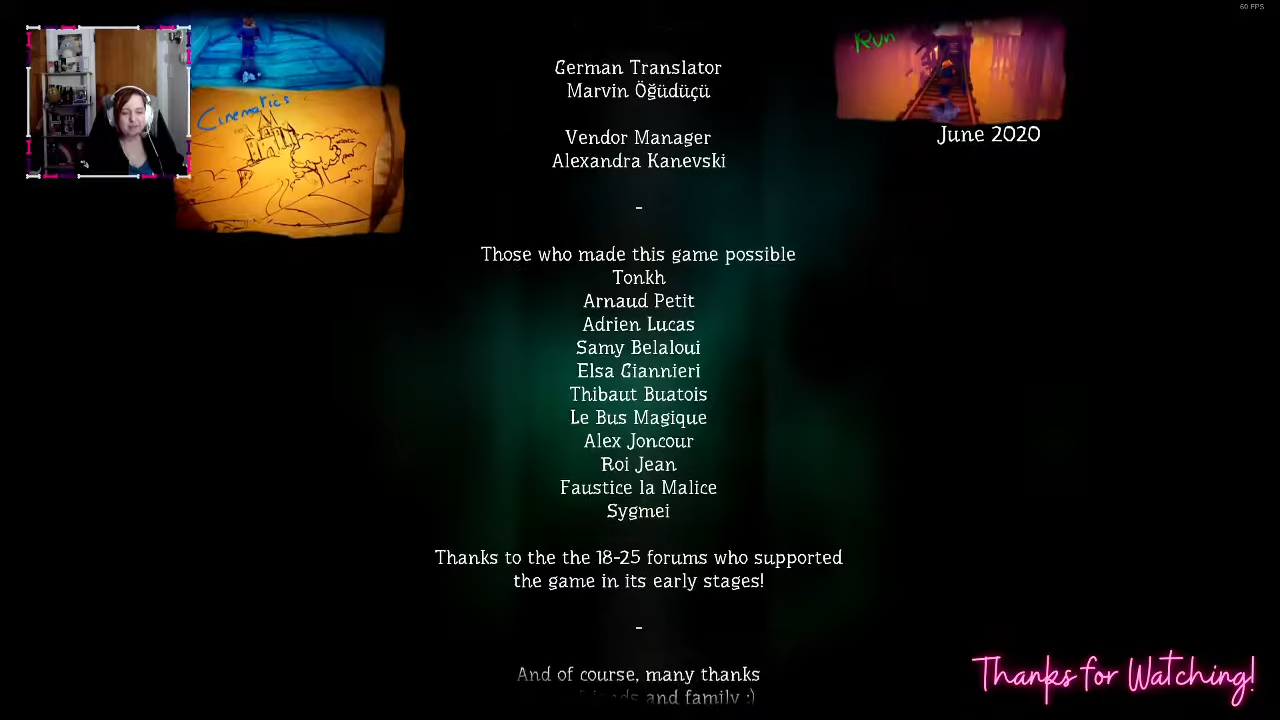 60 FPS
Cinematics
Run
June 2020
German Translator
Marvin Öğüdüçü
Vendor Manager
Alexandra Kanevski
-
Those who made this game possible
Tonkh
Arnaud Petit
Adrien Lucas
Samy Belaloui
Elsa Giannieri
Thibaut Buatois
Le Bus Magique
Alex Joncour
Roi Jean
Faustice la Malice
Sygmei
Thanks to the the 18-25 forums who supported
the game in its early stages!
-
And of course, many thanks
and family :)
Thanks for Watching!